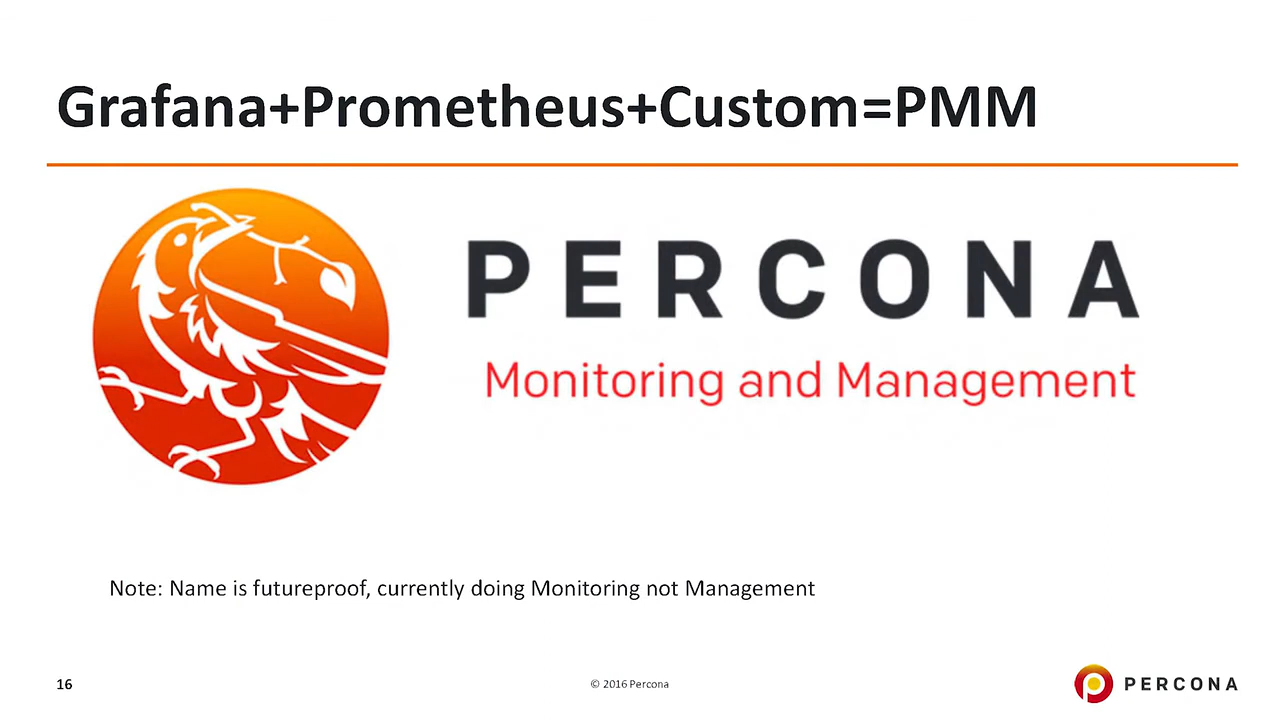 Grafana+Prometheus+Custom=PMM
PERCONA
Monitoring and Management
Note: Name is futureproof, currently doing Monitoring not Management
16
© 2016 Percona
PERCONA